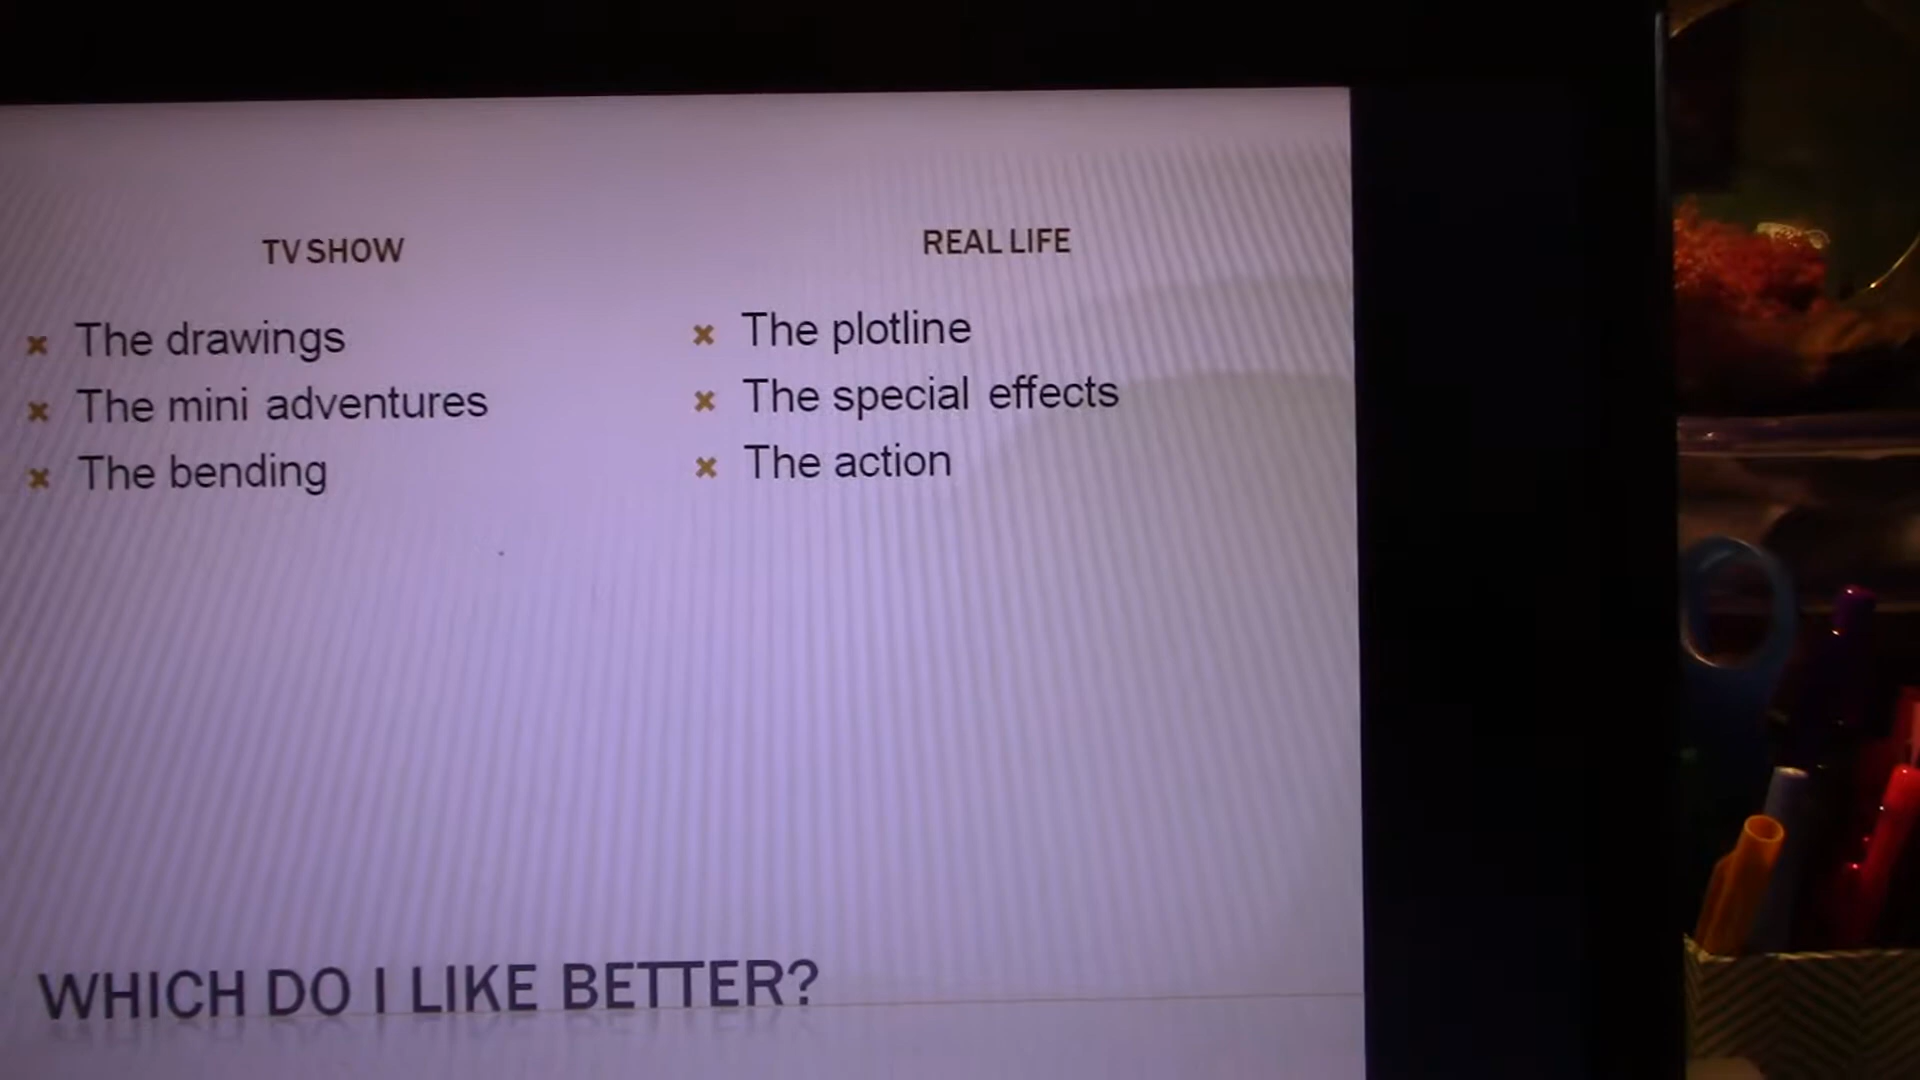 TV SHOW
The drawings
The mini adventures
The bending
REAL LIFE
The plotline
The special effects
The action
WHICH DO I LIKE BETTER?